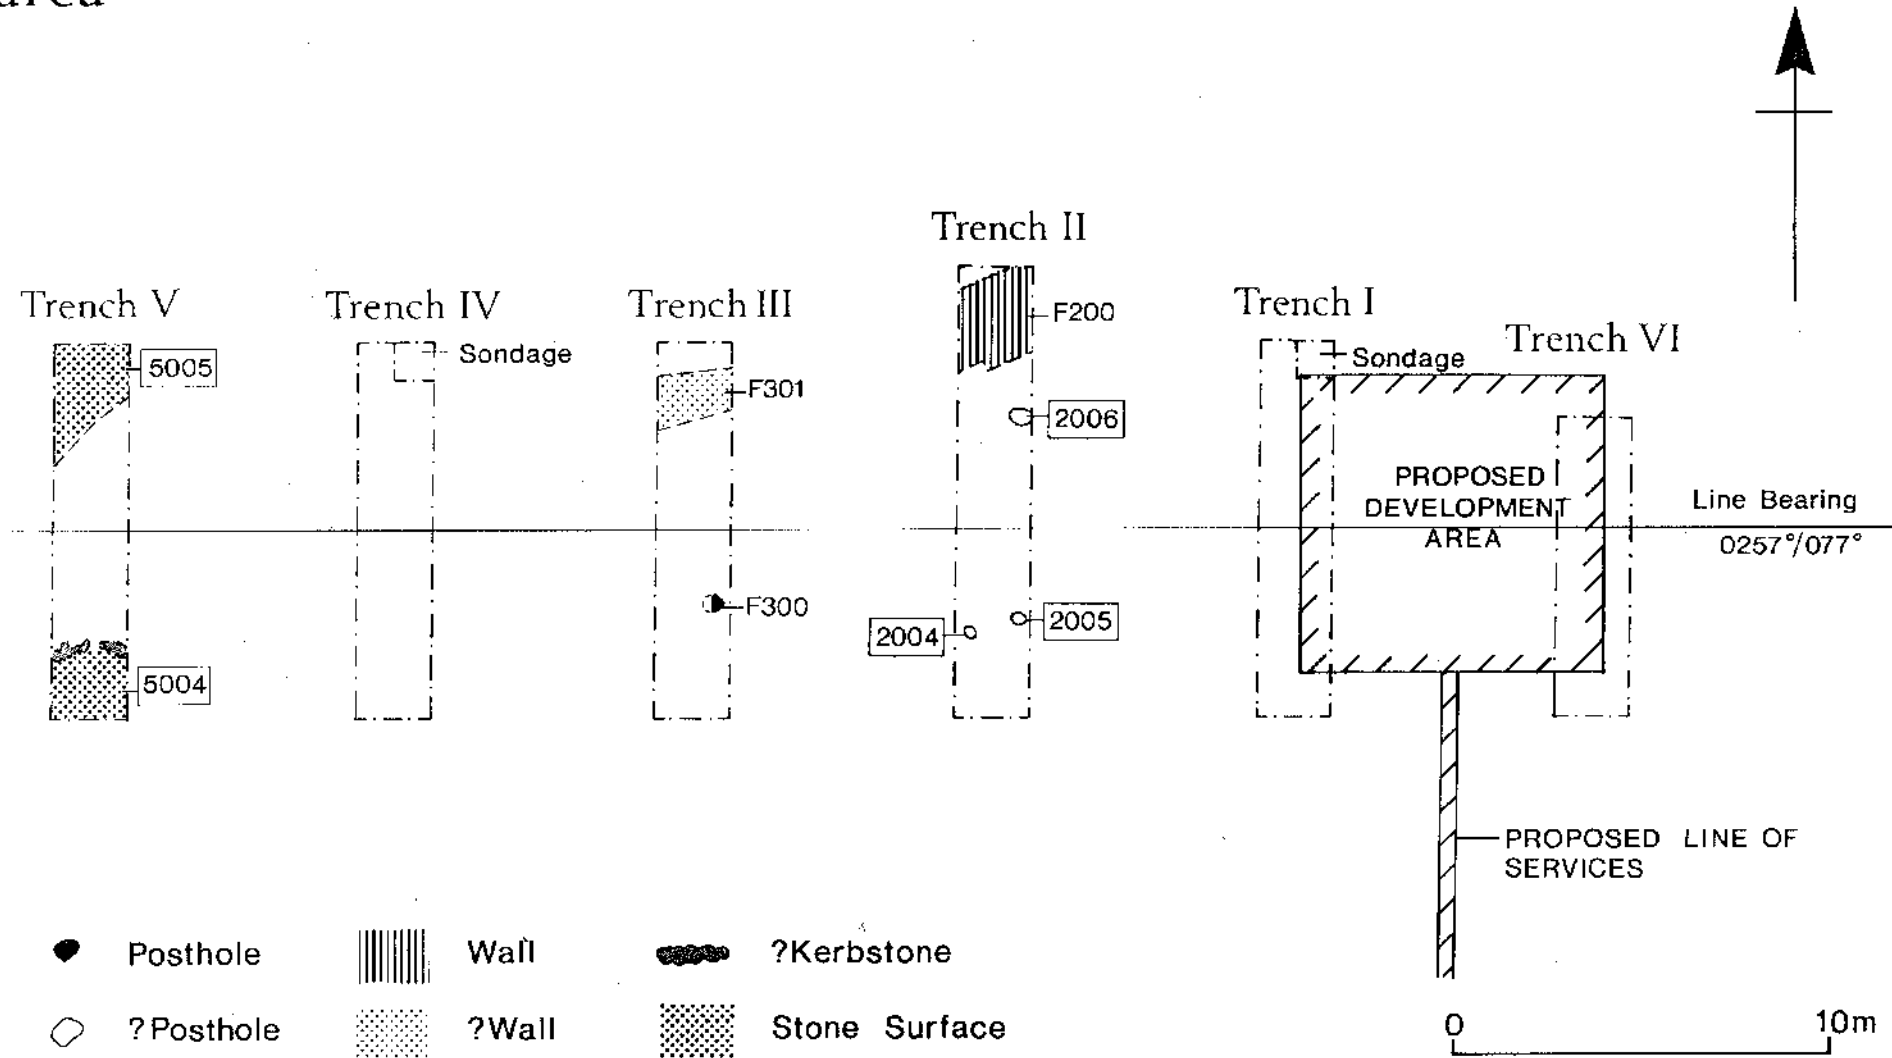 area
Trench II
Trench V
Trench IV
Trench III
Trench I
Trench VI
5005
Sondage
F301
F200
2006
Sondage
PROPOSED
DEVELOPMENT
AREA
Line Bearing
0257°/077°
F300
2004
2005
5004
PROPOSED LINE OF
SERVICES
Posthole
Wall
?Kerbstone
?Posthole
?Wall
Stone Surface
0
10m